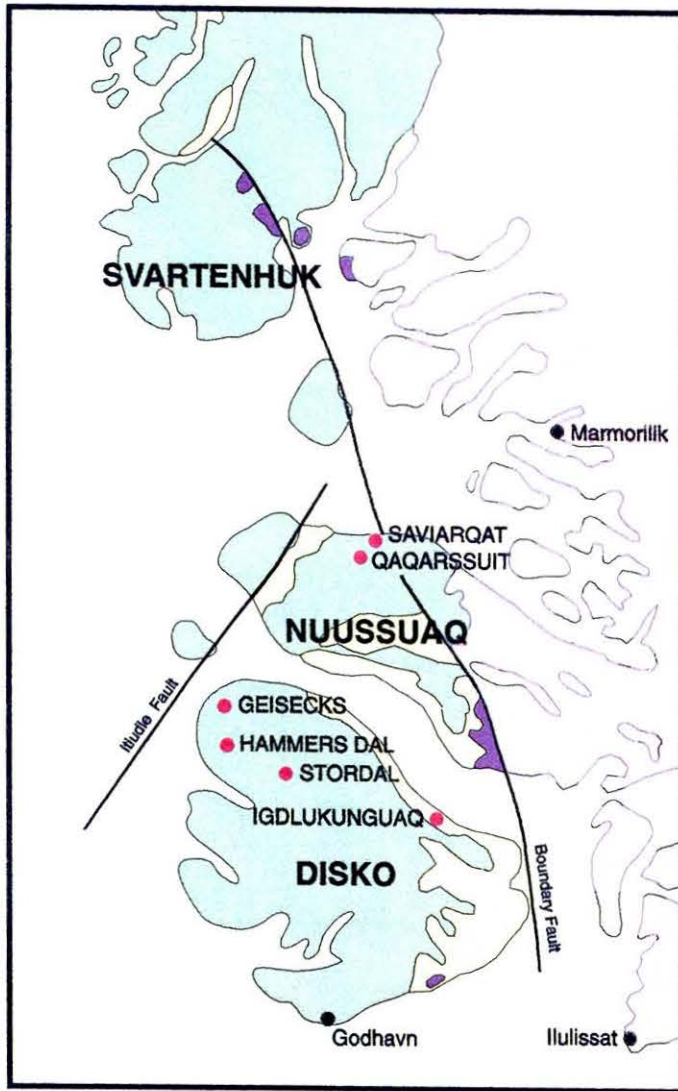 SVARTENHUK
Marmorilik
SAVIARQAT
QAQARSSUIT
NUUSSUAQ
Itiudle Fault
GEISECKS
HAMMERS DAL
STORDAL
IGDLUKUNGUAQ
DISKO
Boundary Fault
Godhavn
Ilulissat